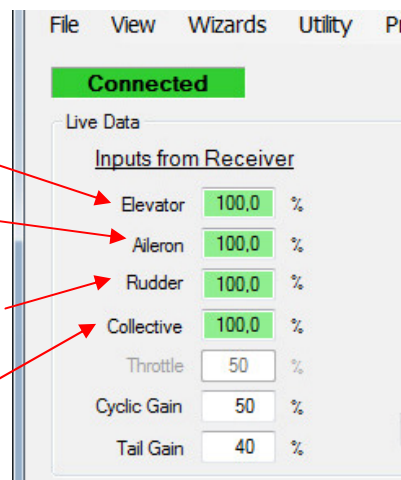 File View Wizards Utility
Connected
Live Data
Inputs from Receiver
Elevator 100,0 %
Aileron 100,0 %
Rudder 100,0 %
Collective 100,0 %
Throttle 50 %
Cyclic Gain 50 %
Tail Gain 40 %